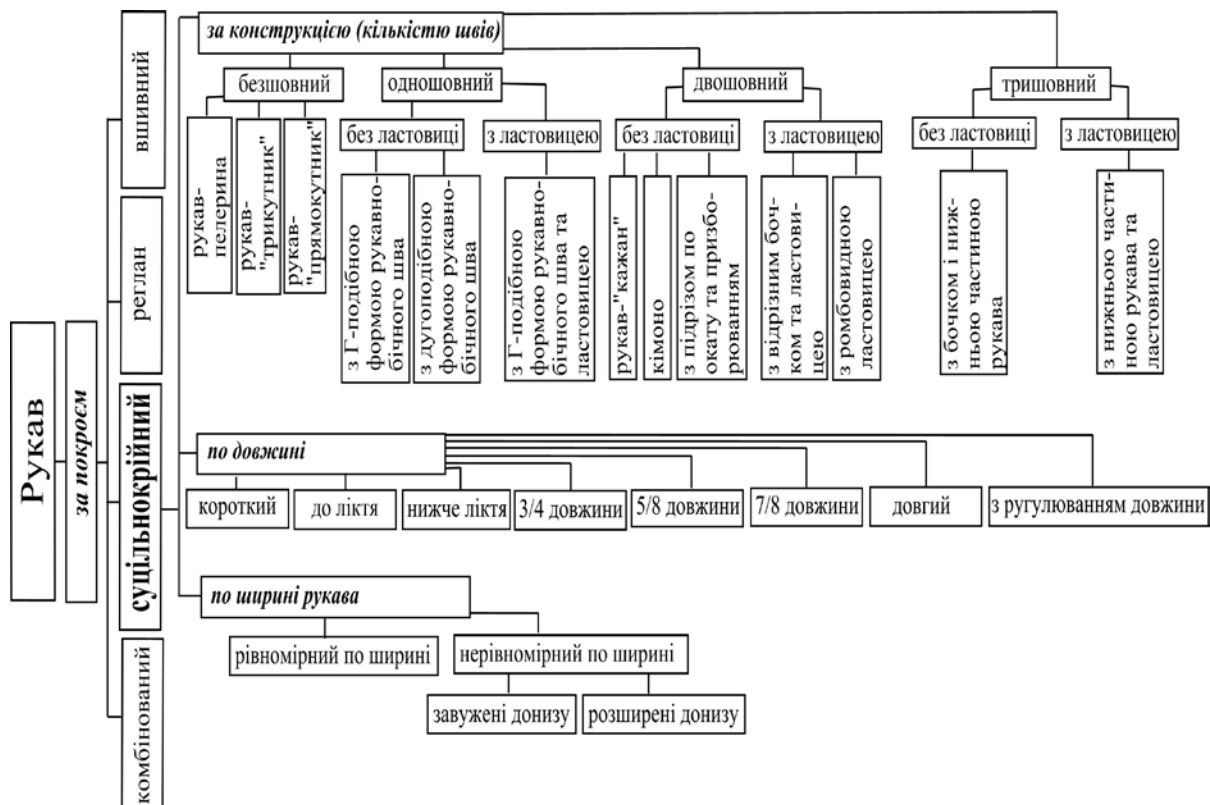 Рукав
за покроєм
вшивний
реглан
суцільнокрійний
комбінований
за конструкцією (кількістю швів)
безшовний
одношовний
двошовний
тришовний
без ластовиці
з ластовицею
без ластовиці
з ластовицею
без ластовиці
з ластовицею
рукав-
пелерина
рукав-
"трикутник"
рукав-
"прямокутник"
з Г-подібною
формою рукавно-
бічного шва
з дугоподібною
формою рукавно-
бічного шва
з Г-подібною
формою рукавно-
бічного шва та
ластовицею
рукав-"кажан"
кімоно
з підрізом по
окату та призбо-
рюванням
з відрізним боч-
ком та ластови-
цею
з ромбовидною
ластовицею
з бочком і ниж-
ньою частиною
рукава
з нижньою части-
ною рукава та
ластовицею
по довжині
короткий
до ліктя
нижче ліктя
3/4 довжини
5/8 довжини
7/8 довжини
довгий
з ругулюванням довжини
по ширині рукава
рівномірний по ширині
нерівномірний по ширині
завужені донизу
розширені донизу